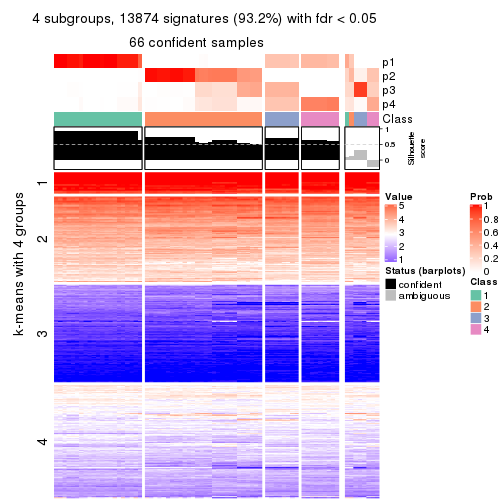 4 subgroups, 13874 signatures (93.2%) with fdr < 0.05
66 confident samples
p1
p2
p3
p4
Class
1
0.5
0
Silhouette
score
k-means with 4 groups
1
2
3
4
Value
5
4
3
2
1
Status (barplots)
confident
ambiguous
Prob
1
0.8
0.6
0.4
0.2
0
Class
1
2
3
4